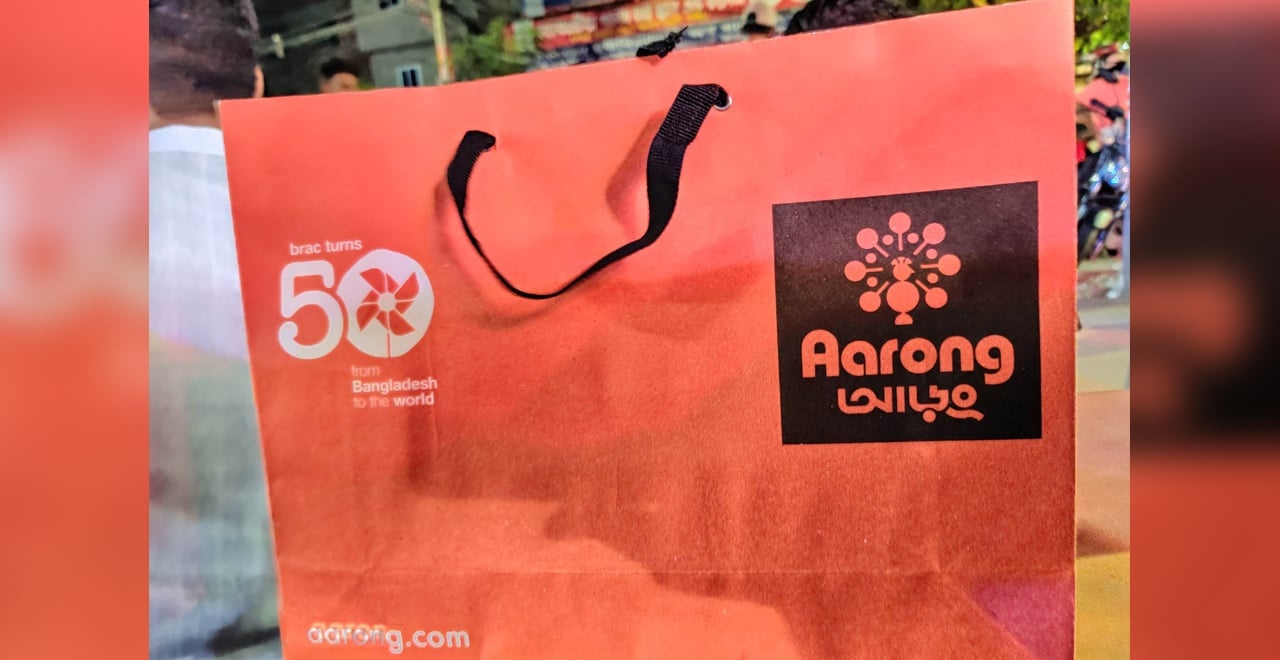 brac turns
50
from
Bangladesh
to the world
Aarong
আড়ং
aarong.com